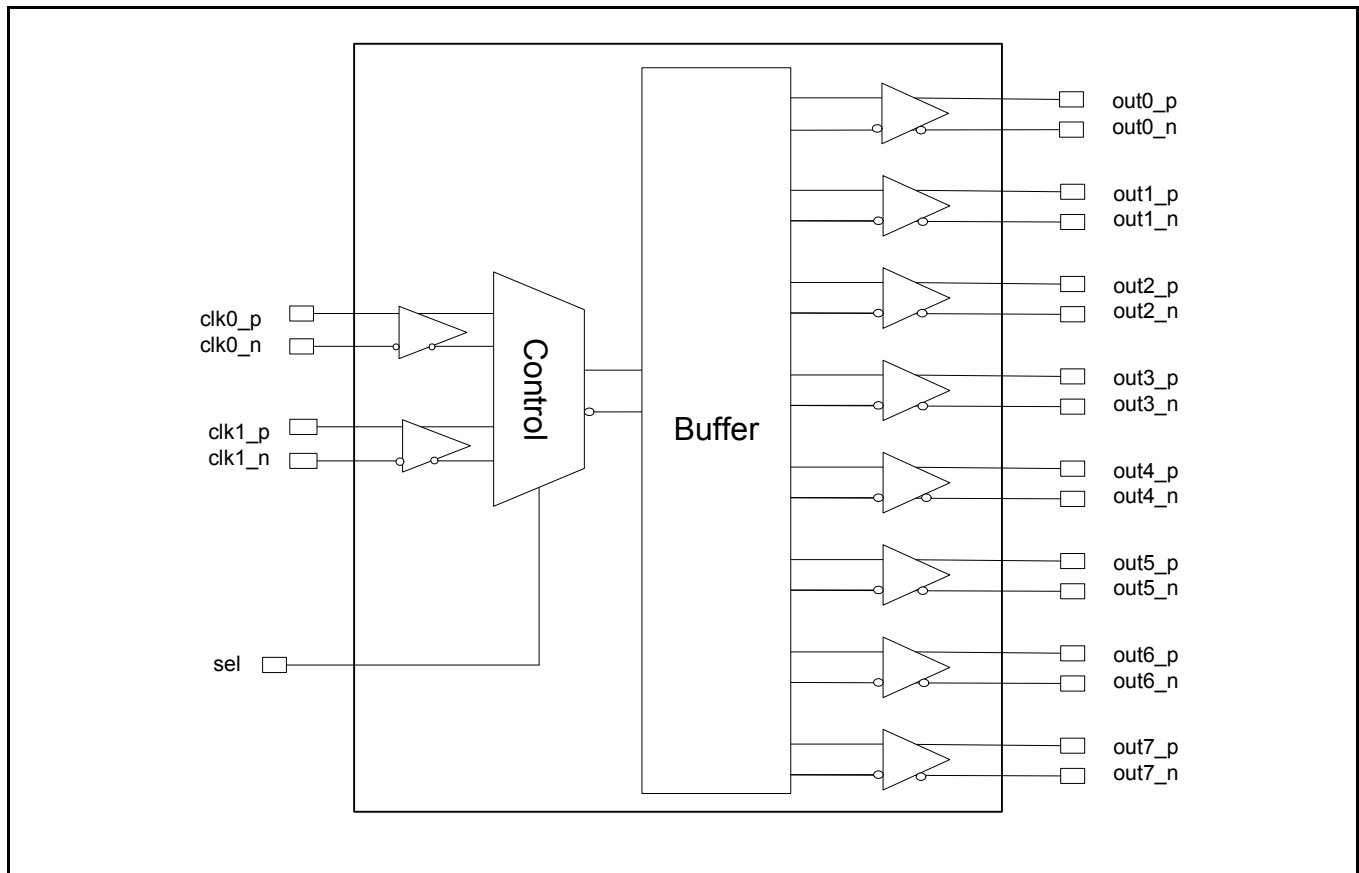 clk0_p
clk0_n
clk1_p
clk1_n
sel
Control
Buffer
out0_p
out0_n
out1_p
out1_n
out2_p
out2_n
out3_p
out3_n
out4_p
out4_n
out5_p
out5_n
out6_p
out6_n
out7_p
out7_n